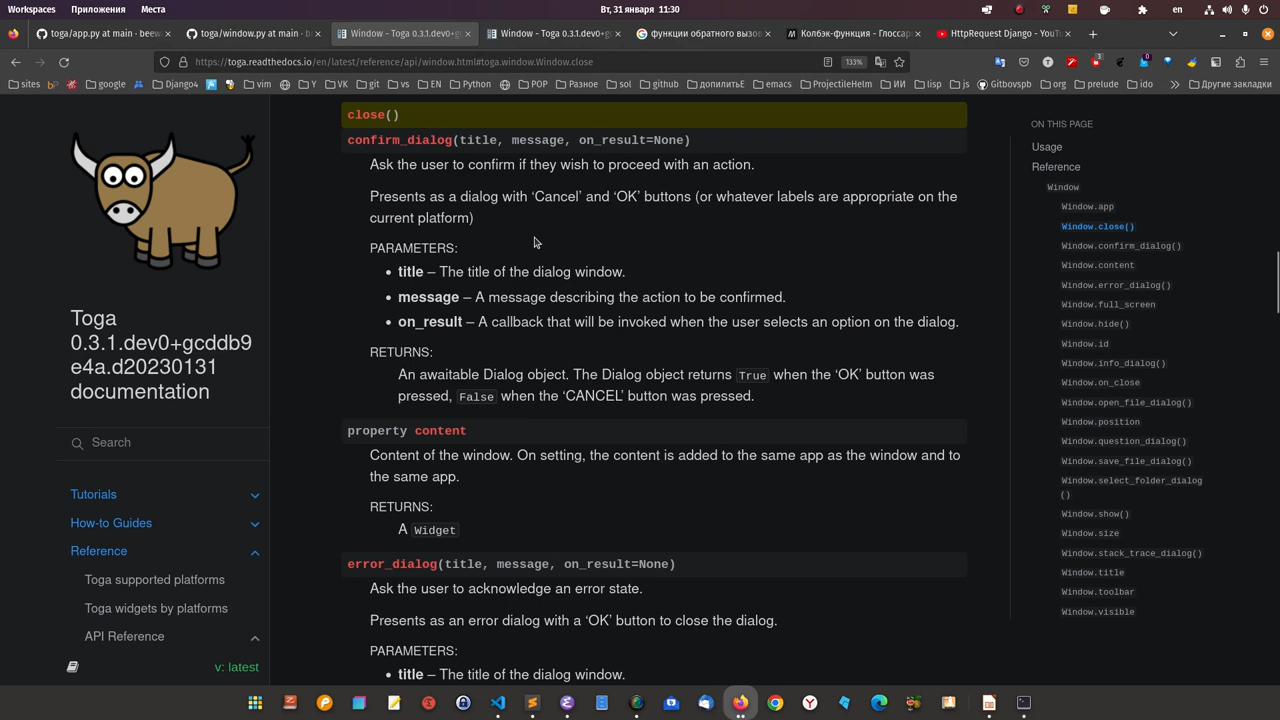 Workspaces Приложения Места Вт, 31 января 11:30 en
toga/app.py at main · beewa toga/window.py at main · be Window - Toga 0.3.1.dev0+g Window - Toga 0.3.1.dev0+gc функции обратного вызов Колбэк-функция - Глоссар HttpRequest Django - YouTu
https://toga.readthedocs.io/en/latest/reference/api/window.html#toga.window.Window.close 133%
sites google Django4 vim Y git vs EN Python POP Разное sol github допилитьЕ emacs ProjectileHelm ИИ lisp js Gitbovspb org prelude ido Другие закладки
close()
confirm_dialog(title, message, on_result=None)
Ask the user to confirm if they wish to proceed with an action.
Presents as a dialog with ‘Cancel’ and ‘OK’ buttons (or whatever labels are appropriate on the
current platform)
PARAMETERS:
• title – The title of the dialog window.
• message – A message describing the action to be confirmed.
• on_result – A callback that will be invoked when the user selects an option on the dialog.
RETURNS:
An awaitable Dialog object. The Dialog object returns True when the ‘OK’ button was
pressed, False when the ‘CANCEL’ button was pressed.
property content
Content of the window. On setting, the content is added to the same app as the window and to
the same app.
RETURNS:
A Widget
error_dialog(title, message, on_result=None)
Ask the user to acknowledge an error state.
Presents as an error dialog with a ‘OK’ button to close the dialog.
PARAMETERS:
• title – The title of the dialog window.
Toga
0.3.1.dev0+gcddb9
e4a.d20230131
documentation
Search
Tutorials
How-to Guides
Reference
Toga supported platforms
Toga widgets by platforms
API Reference
v: latest
ON THIS PAGE
Usage
Reference
Window
Window.app
Window.close()
Window.confirm_dialog()
Window.content
Window.error_dialog()
Window.full_screen
Window.hide()
Window.id
Window.info_dialog()
Window.on_close
Window.open_file_dialog()
Window.position
Window.question_dialog()
Window.save_file_dialog()
Window.select_folder_dialog
()
Window.show()
Window.size
Window.stack_trace_dialog()
Window.title
Window.toolbar
Window.visible